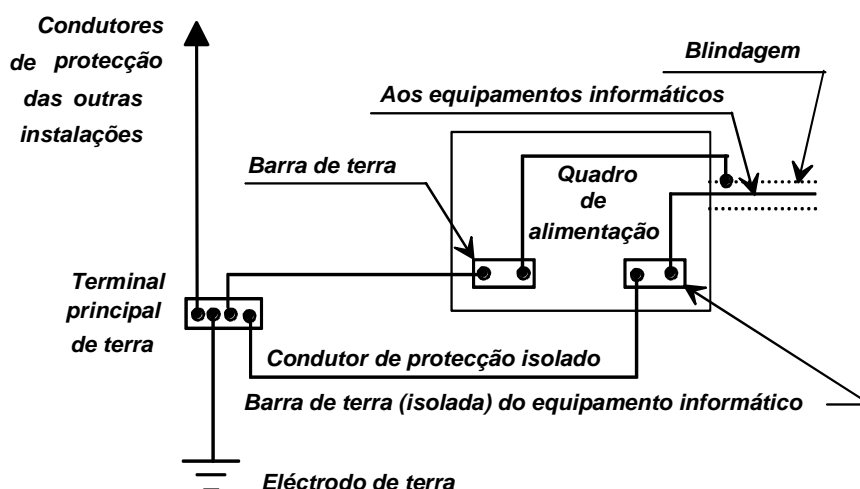 Condutores
de protecção
das outras
instalações
Blindagem
Aos equipamentos informáticos
Barra de terra
Quadro
de
alimentação
Terminal
principal
de terra
Condutor de protecção isolado
Barra de terra (isolada) do equipamento informático
Eléctrodo de terra